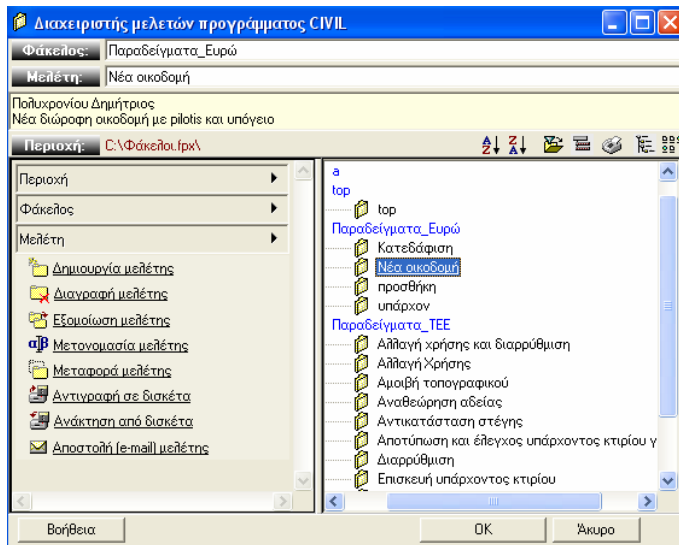 Διαχειριστής μελετών προγράμματος CIVIL
Φάκελος: Παραδείγματα_Ευρώ
Μελέτη: Νέα οικοδομή
Πολυχρονίου Δημήτριος
Νέα διώροφη οικοδομή με pilotis και υπόγειο
Περιοχή: C:\Φάκελοι.fpx\
Περιοχή
Φάκελος
Μελέτη
Δημιουργία μελέτης
Διαγραφή μελέτης
Εξομοίωση μελέτης
Μετονομασία μελέτης
Μεταφορά μελέτης
Αντιγραφή σε δισκέτα
Ανάκτηση από δισκέτα
Αποστολή (e-mail) μελέτης
a
top
top
Παραδείγματα_Ευρώ
Κατεδάφιση
Νέα οικοδομή
προσθήκη
υπάρχον
Παραδείγματα_ΤΕΕ
Αλλαγή χρήσης και διαρρύθμιση
Αλλαγή Χρήσης
Αμοιβή τοπογραφικού
Αναθεώρηση αδείας
Αντικατάσταση στέγης
Αποτύπωση και έλεγχος υπάρχοντος κτιρίου γ
Διαρρύθμιση
Επισκευή υπάρχοντος κτιρίου
Βοήθεια OK Άκυρο